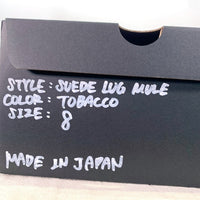 STYLE: SUEDE LUG MULE
COLOR: TOBACCO
SIZE: 8
MADE IN JAPAN